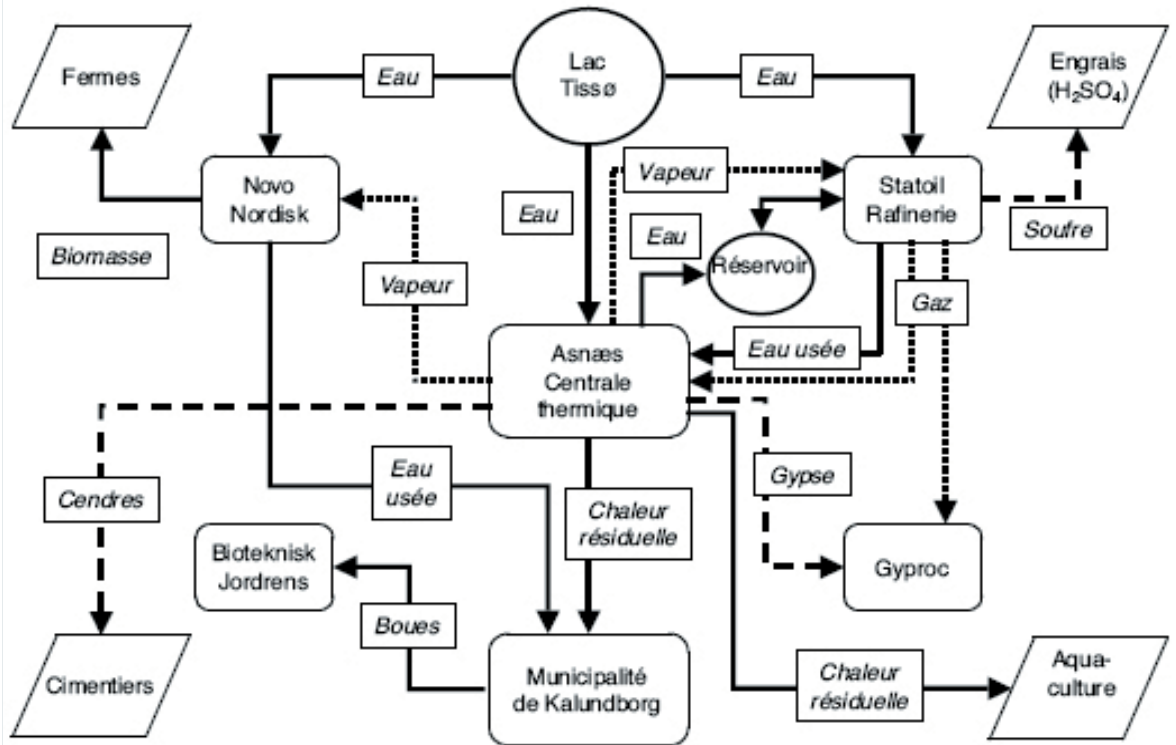 Fermes
Eau
Lac
Tissø
Eau
Engrais
(H₂SO₄)
Novo
Nordisk
Vapeur
Statoil
Rafinerie
Biomasse
Eau
Eau
Soufre
Vapeur
Réservoir
Gaz
Asnæs
Centrale
thermique
Eau usée
Cendres
Eau
usée
Chaleur
résiduelle
Gypse
Bioteknisk
Jordrens
Gyproc
Boues
Cimentiers
Municipalité
de Kalundborg
Chaleur
résiduelle
Aqua-
culture